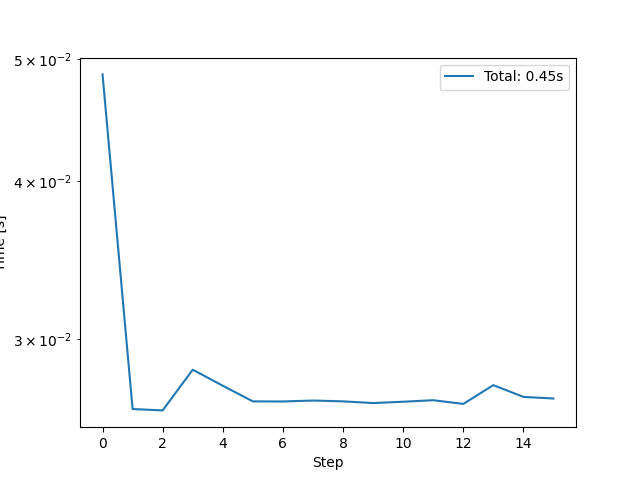 5 × 10⁻²
4 × 10⁻²
3 × 10⁻²
Time [s]
Total: 0.45s
0 2 4 6 8 10 12 14
Step